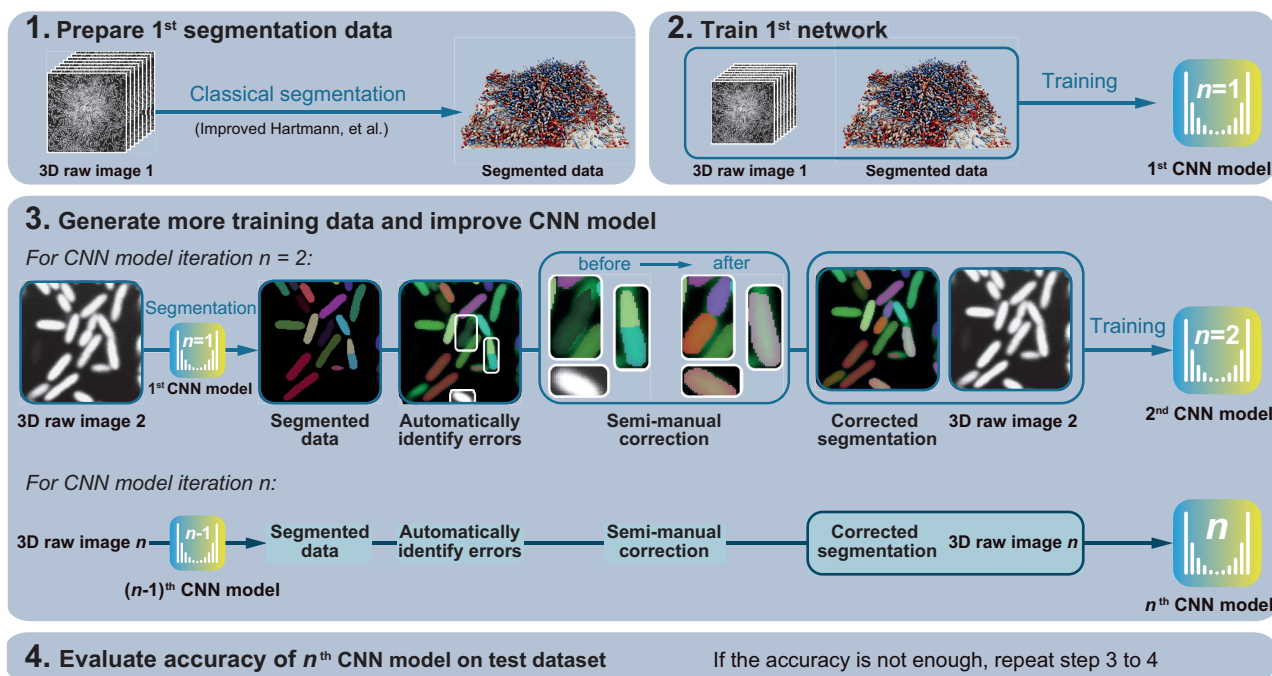 1. Prepare 1st segmentation data
Classical segmentation
(Improved Hartmann, et al.)
3D raw image 1
Segmented data
2. Train 1st network
Training
n=1
3D raw image 1
Segmented data
1st CNN model
3. Generate more training data and improve CNN model
For CNN model iteration n = 2:
before
after
Segmentation
n=1
1st CNN model
Training
n=2
3D raw image 2
Segmented
data
Automatically
identify errors
Semi-manual
correction
Corrected
segmentation
3D raw image 2
2nd CNN model
For CNN model iteration n:
3D raw image n
n-1
Segmented
data
Automatically
identify errors
Semi-manual
correction
Corrected
segmentation
3D raw image n
n
(n-1)th CNN model
nth CNN model
4. Evaluate accuracy of nth CNN model on test dataset
If the accuracy is not enough, repeat step 3 to 4